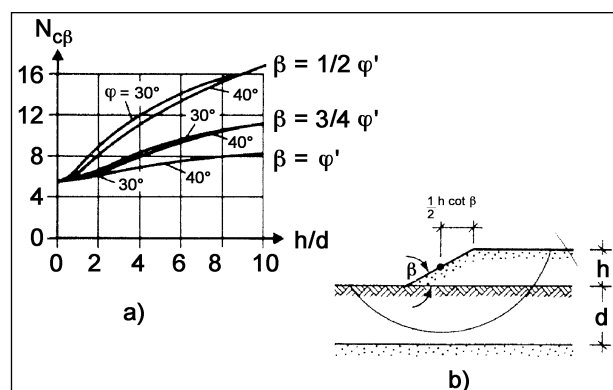 N_cβ
16
12
8
4
0
0
2
4
6
8
10
h/d
φ = 30°
40°
30°
40°
30°
40°
β = 1/2 φ'
β = 3/4 φ'
β = φ'
a)
1/2 h cot β
β
h
d
b)